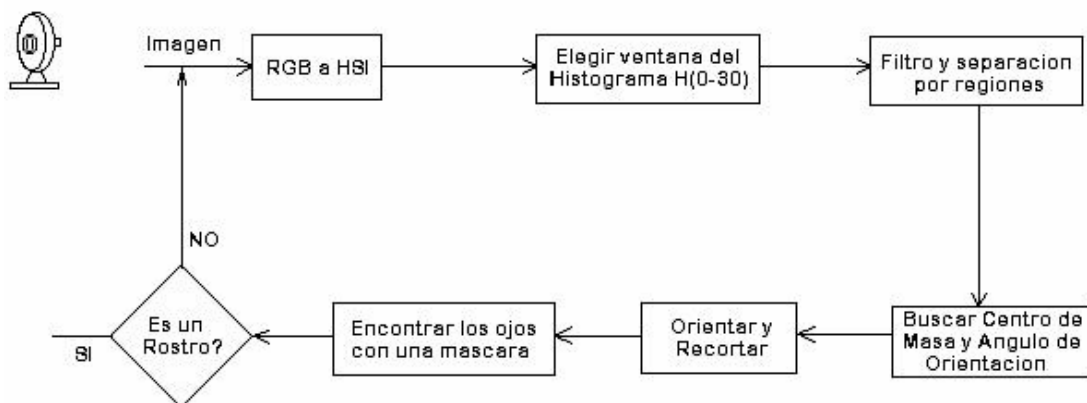 Imagen
RGB a HSI
Elegir ventana del
Histograma H(0-30)
Filtro y separacion
por regiones
Buscar Centro de
Masa y Angulo de
Orientacion
Orientar y
Recortar
Encontrar los ojos
con una mascara
Es un
Rostro?
NO
SI